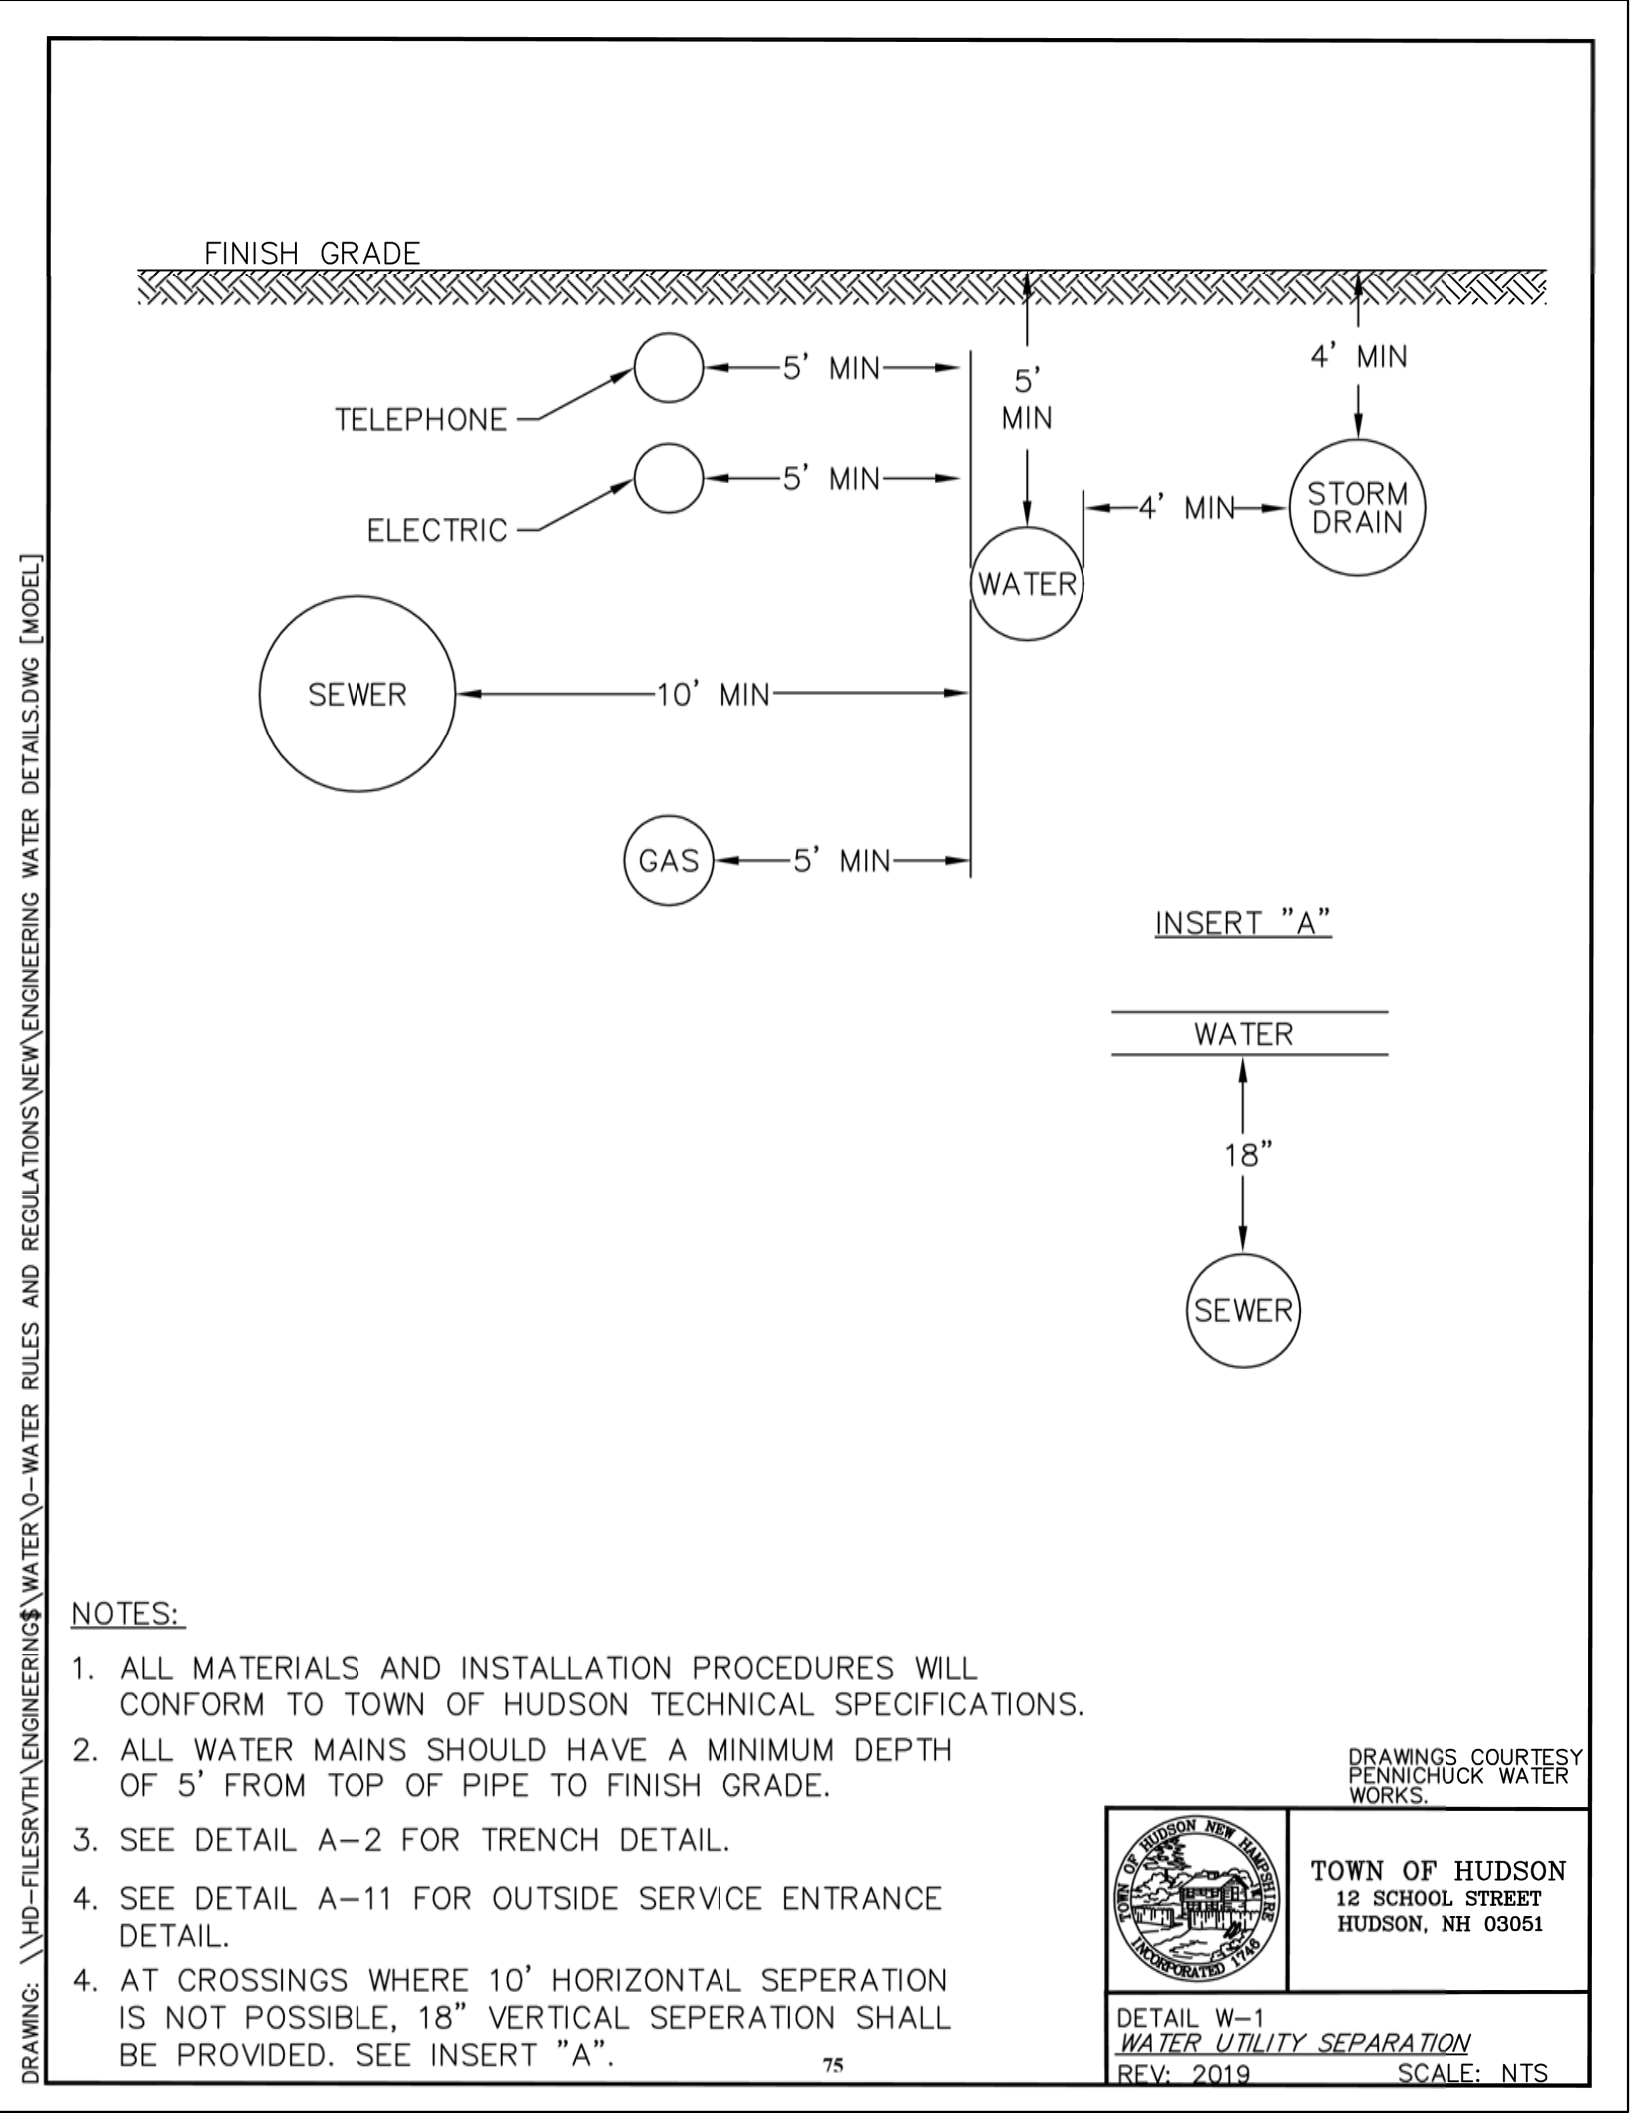 FINISH GRADE
5' MIN
TELEPHONE
5' MIN
ELECTRIC
5'
MIN
4' MIN
4' MIN
STORM
DRAIN
WATER
SEWER
10' MIN
GAS
5' MIN
INSERT "A"
WATER
18"
SEWER
NOTES:
1. ALL MATERIALS AND INSTALLATION PROCEDURES WILL
CONFORM TO TOWN OF HUDSON TECHNICAL SPECIFICATIONS.
2. ALL WATER MAINS SHOULD HAVE A MINIMUM DEPTH
OF 5' FROM TOP OF PIPE TO FINISH GRADE.
3. SEE DETAIL A-2 FOR TRENCH DETAIL.
4. SEE DETAIL A-11 FOR OUTSIDE SERVICE ENTRANCE
DETAIL.
4. AT CROSSINGS WHERE 10' HORIZONTAL SEPERATION
IS NOT POSSIBLE, 18" VERTICAL SEPERATION SHALL
BE PROVIDED. SEE INSERT "A".
75
DRAWINGS COURTESY
PENNICHUCK WATER
WORKS.
TOWN OF HUDSON NEW HAMPSHIRE
INCORPORATED 1746
TOWN OF HUDSON
12 SCHOOL STREET
HUDSON, NH 03051
DETAIL W-1
WATER UTILITY SEPARATION
REV: 2019 SCALE: NTS
DRAWING: \\HD-FILESRVTH\ENGINEERING$\WATER\0-WATER RULES AND REGULATIONS\NEW\ENGINEERING WATER DETAILS.DWG [MODEL]